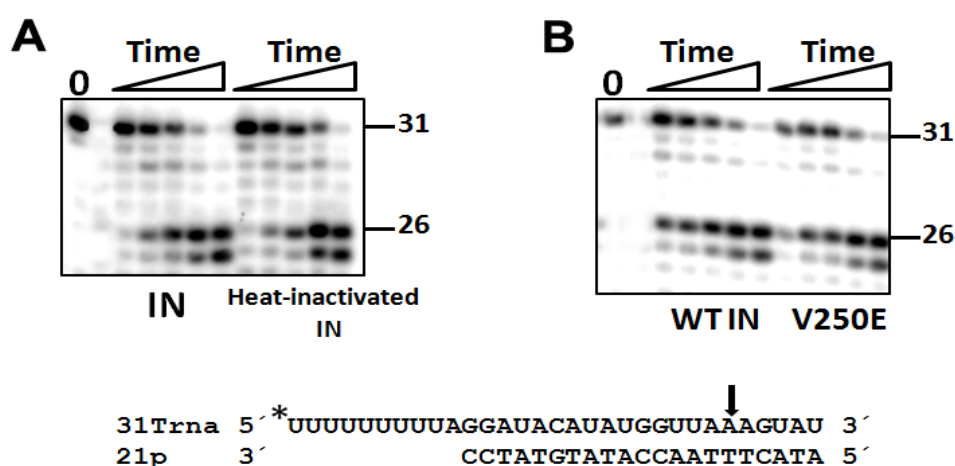 A
B
Time Time
Time Time
0
0
31
26
31
26
IN
Heat-inactivated
IN
WT IN V250E
31Trna 5´ *UUUUUUUUUAGGAUACAUAUGGUUAAAGUAU 3´
21p 3´ CCTATGTATACCAATTTCATA 5´